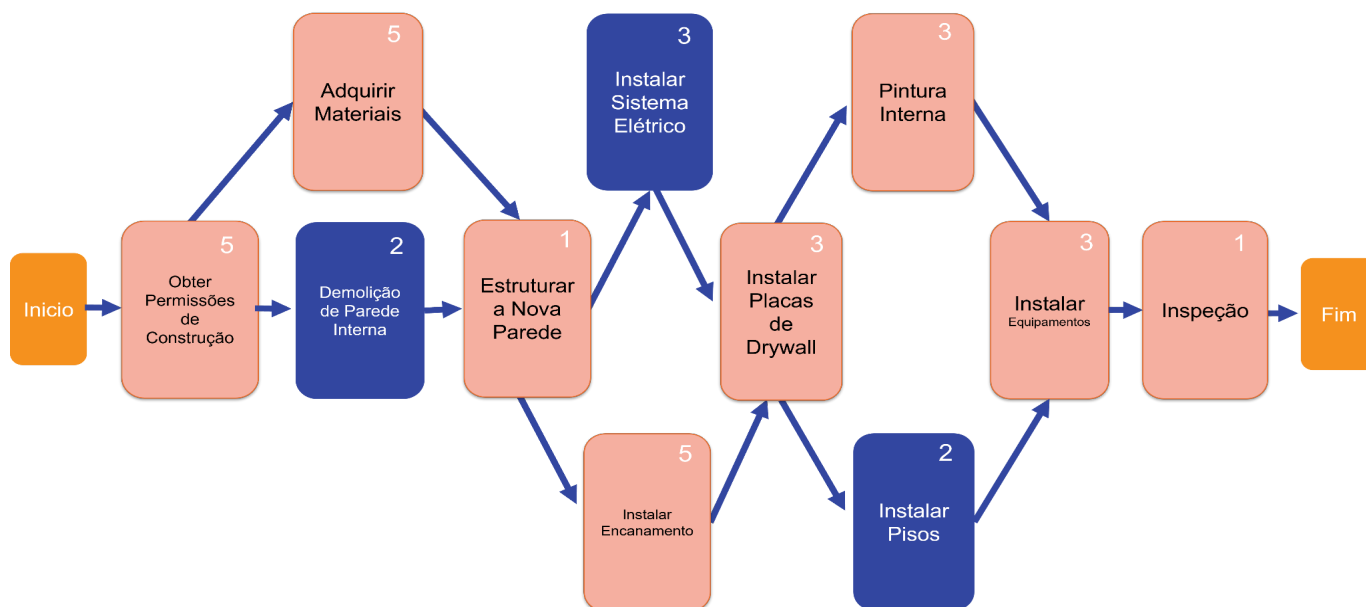 Inicio
5
Obter
Permissões
de
Construção
5
Adquirir
Materiais
2
Demolição
de Parede
Interna
1
Estruturar
a Nova
Parede
3
Instalar
Sistema
Elétrico
5
Instalar
Encanamento
3
Instalar
Placas
de
Drywall
3
Pintura
Interna
2
Instalar
Pisos
3
Instalar
Equipamentos
1
Inspeção
Fim